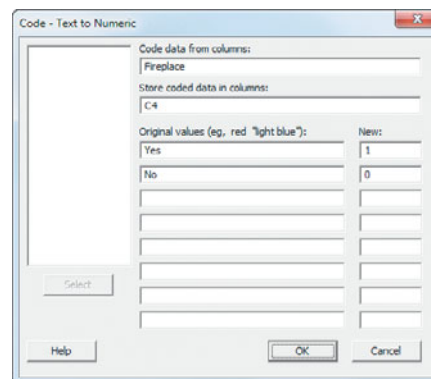 Code - Text to Numeric
Code data from columns:
Fireplace
Store coded data in columns:
C4
Original values (eg, red "light blue"): New:
Yes 1
No 0
Select
Help OK Cancel